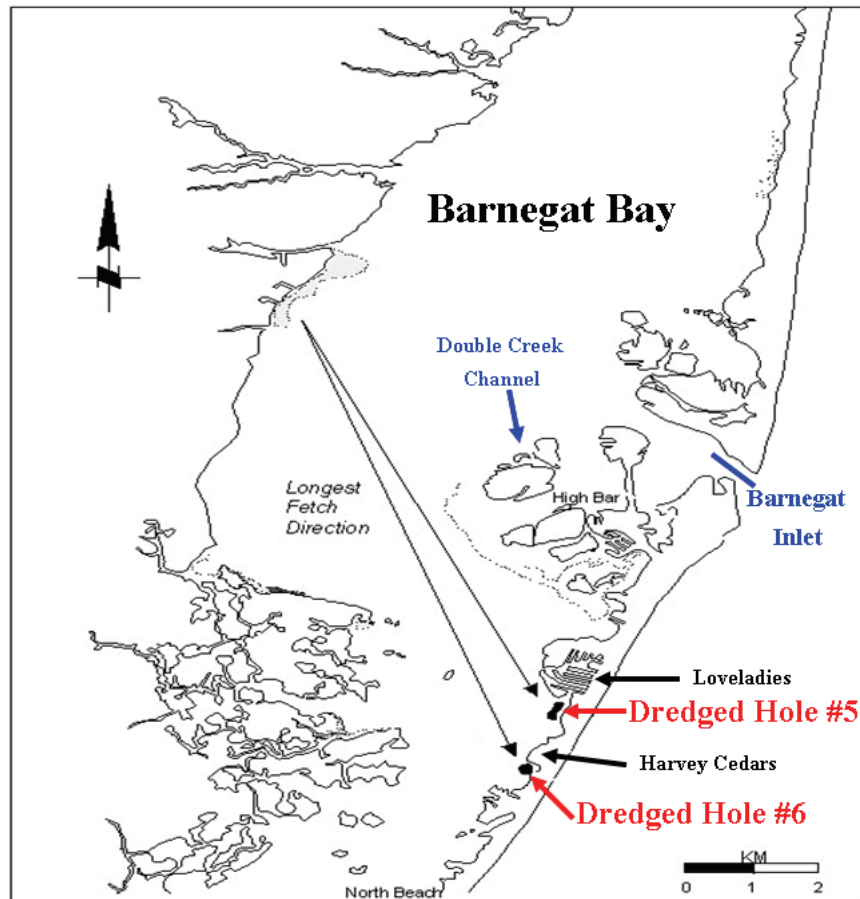 Barnegat Bay
Double Creek
Channel
Longest
Fetch
Direction
High Bar
Barnegat
Inlet
Loveladies
Dredged Hole #5
Harvey Cedars
Dredged Hole #6
North Beach
KM
0 1 2